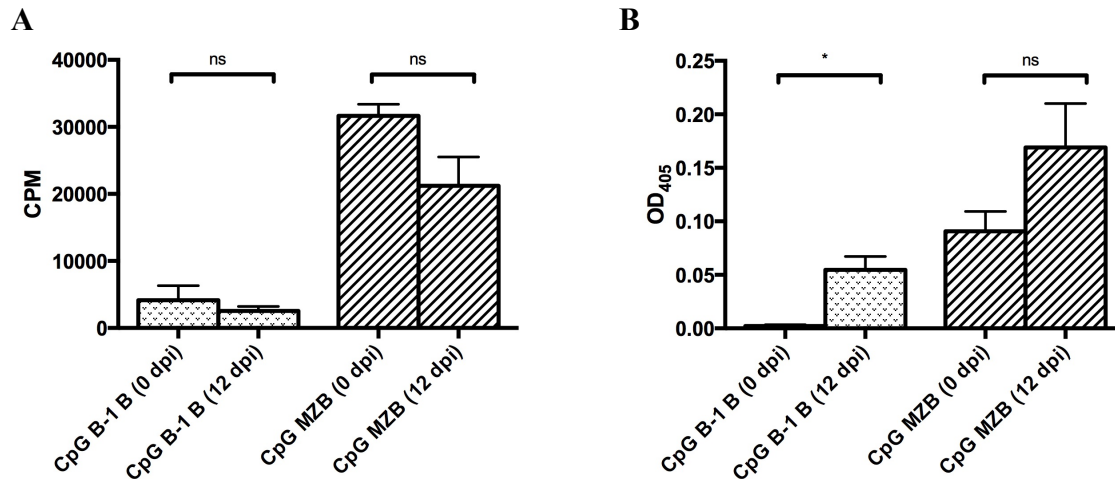 A
ns
ns
40000
30000
20000
10000
0
CPM
CpG B-1 B (0 dpi)
CpG B-1 B (12 dpi)
CpG MZB (0 dpi)
CpG MZB (12 dpi)
B
*
ns
0.25
0.20
0.15
0.10
0.05
0.00
OD405
CpG B-1 B (0 dpi)
CpG B-1 B (12 dpi)
CpG MZB (0 dpi)
CpG MZB (12 dpi)